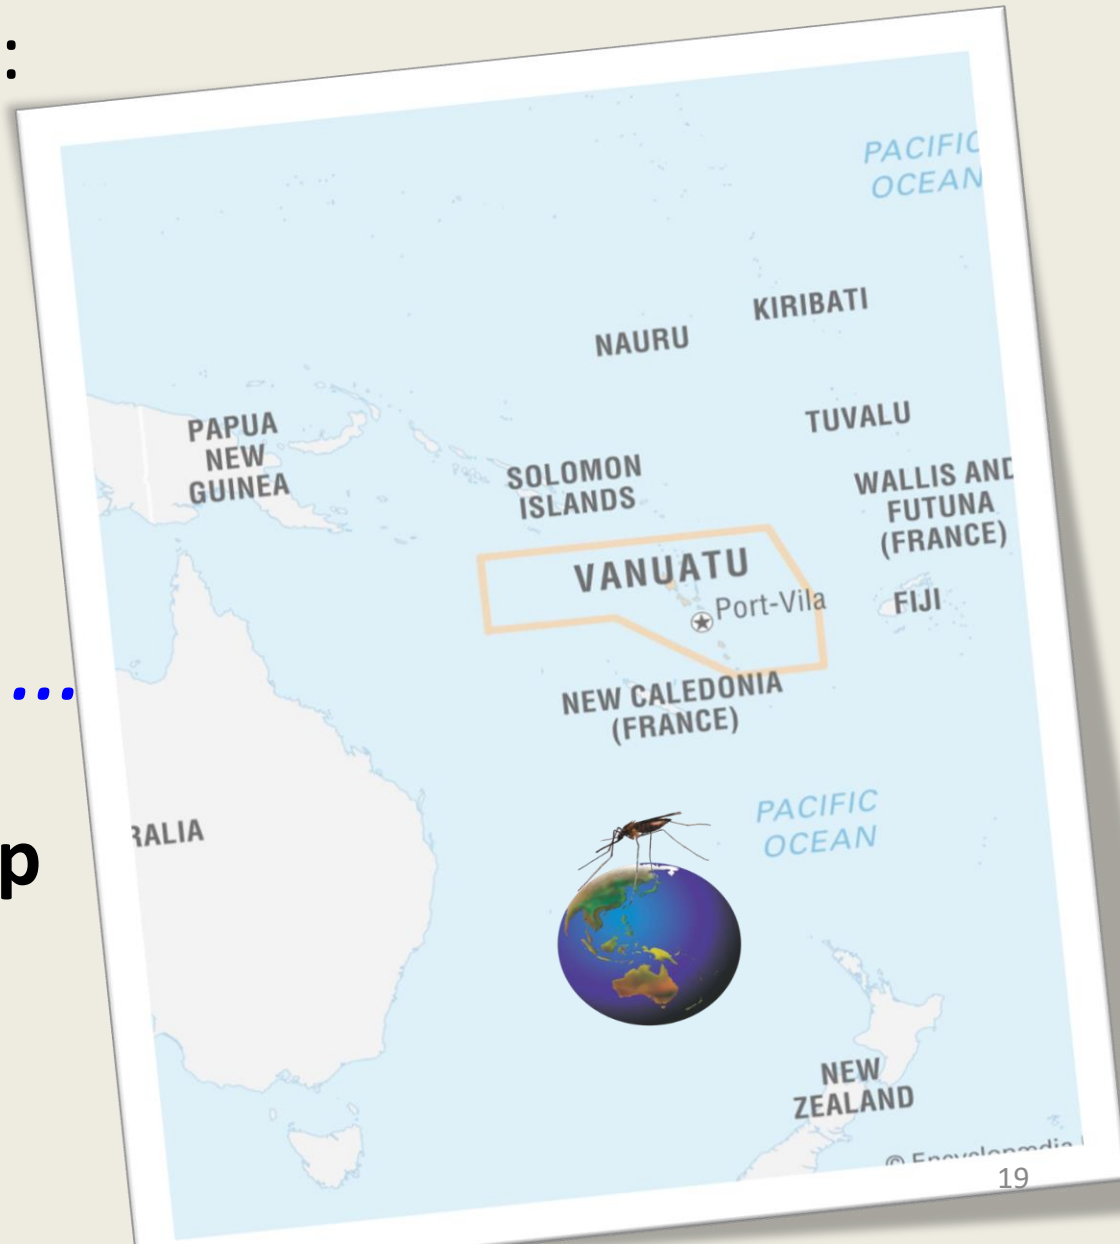 :
PACIFIC
OCEAN
KIRIBATI
NAURU
TUVALU
PAPUA
NEW
GUINEA
SOLOMON
ISLANDS
WALLIS AND
FUTUNA
(FRANCE)
VANUATU
Port-Vila
FIJI
...
NEW CALEDONIA
(FRANCE)
PACIFIC
OCEAN
RALIA
p
NEW
ZEALAND
© Encyclopædia
19